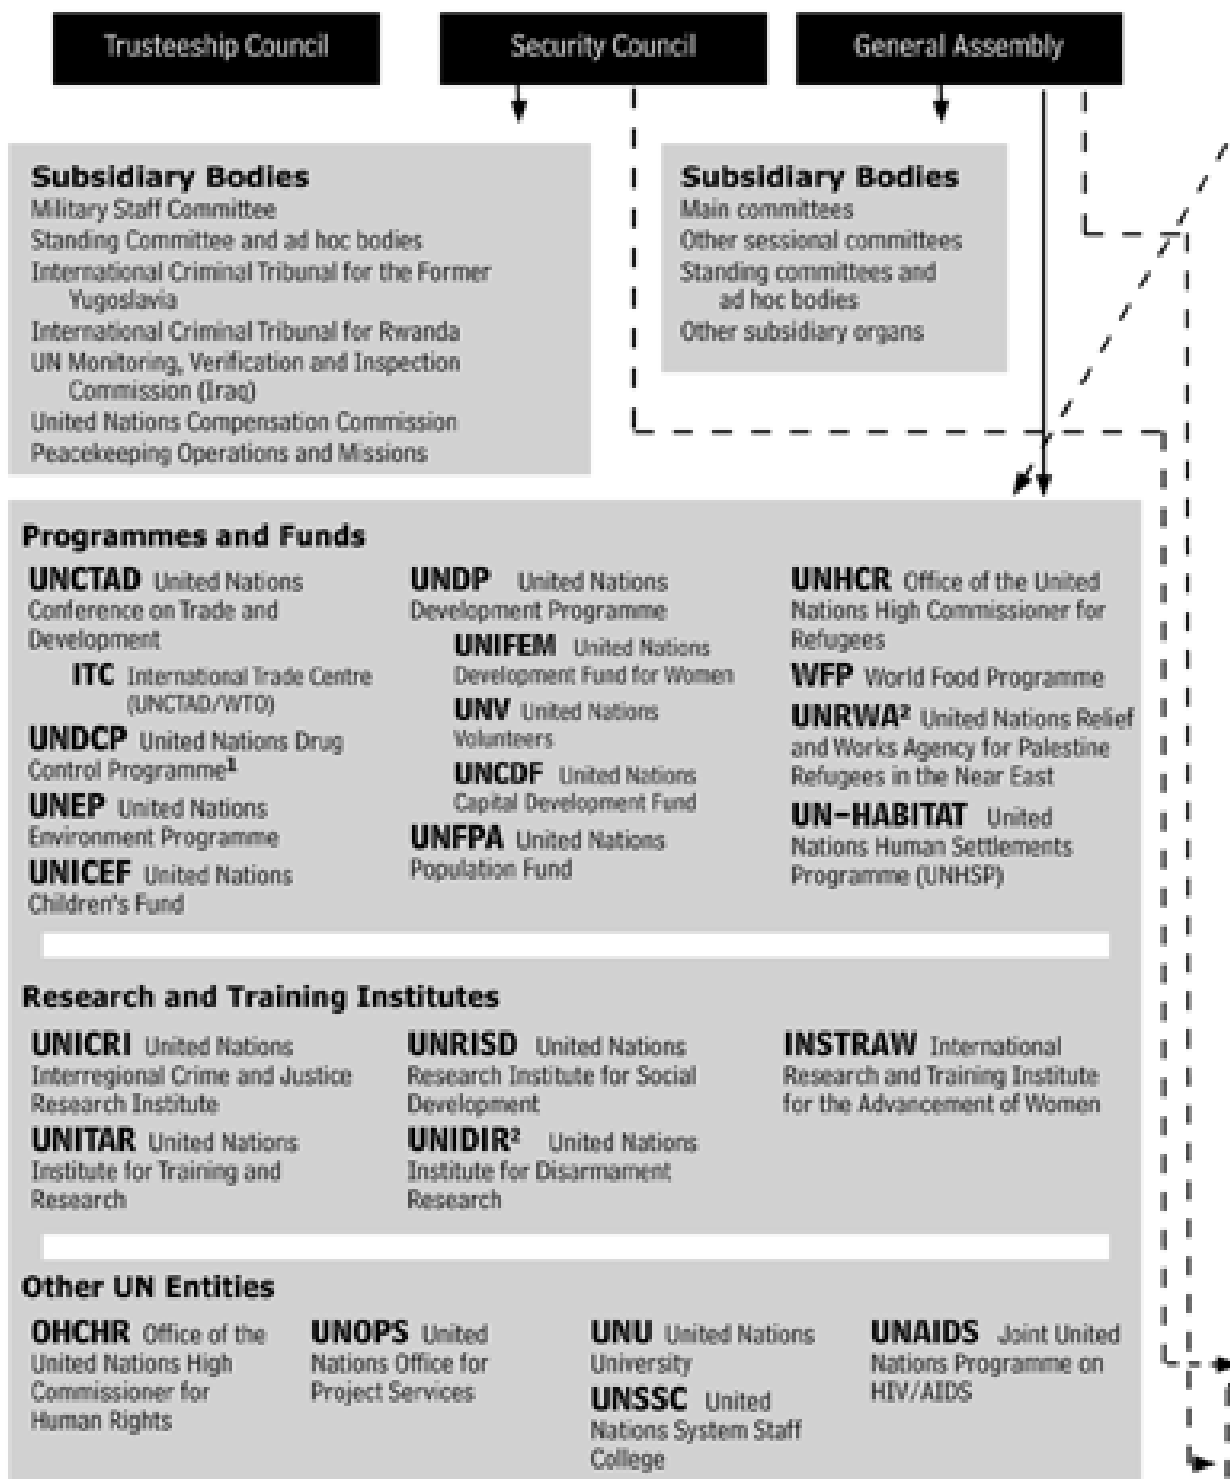 Trusteeship Council
Security Council
General Assembly
Subsidiary Bodies
Military Staff Committee
Standing Committee and ad hoc bodies
International Criminal Tribunal for the Former
Yugoslavia
International Criminal Tribunal for Rwanda
UN Monitoring, Verification and Inspection
Commission (Iraq)
United Nations Compensation Commission
Peacekeeping Operations and Missions
Subsidiary Bodies
Main committees
Other sessional committees
Standing committees and
ad hoc bodies
Other subsidiary organs
Programmes and Funds
UNCTAD United Nations
Conference on Trade and
Development
ITC International Trade Centre
(UNCTAD/WTO)
UNDCP United Nations Drug
Control Programme¹
UNEP United Nations
Environment Programme
UNICEF United Nations
Children's Fund
UNDP United Nations
Development Programme
UNIFEM United Nations
Development Fund for Women
UNV United Nations
Volunteers
UNCDF United Nations
Capital Development Fund
UNFPA United Nations
Population Fund
UNHCR Office of the United
Nations High Commissioner for
Refugees
WFP World Food Programme
UNRWA² United Nations Relief
and Works Agency for Palestine
Refugees in the Near East
UN-HABITAT United
Nations Human Settlements
Programme (UNHSP)
Research and Training Institutes
UNICRI United Nations
Interregional Crime and Justice
Research Institute
UNITAR United Nations
Institute for Training and
Research
UNRISD United Nations
Research Institute for Social
Development
UNIDIR² United Nations
Institute for Disarmament
Research
INSTRAW International
Research and Training Institute
for the Advancement of Women
Other UN Entities
OHCHR Office of the
United Nations High
Commissioner for
Human Rights
UNOPS United
Nations Office for
Project Services
UNU United Nations
University
UNSSC United
Nations System Staff
College
UNAIDS Joint United
Nations Programme on
HIV/AIDS